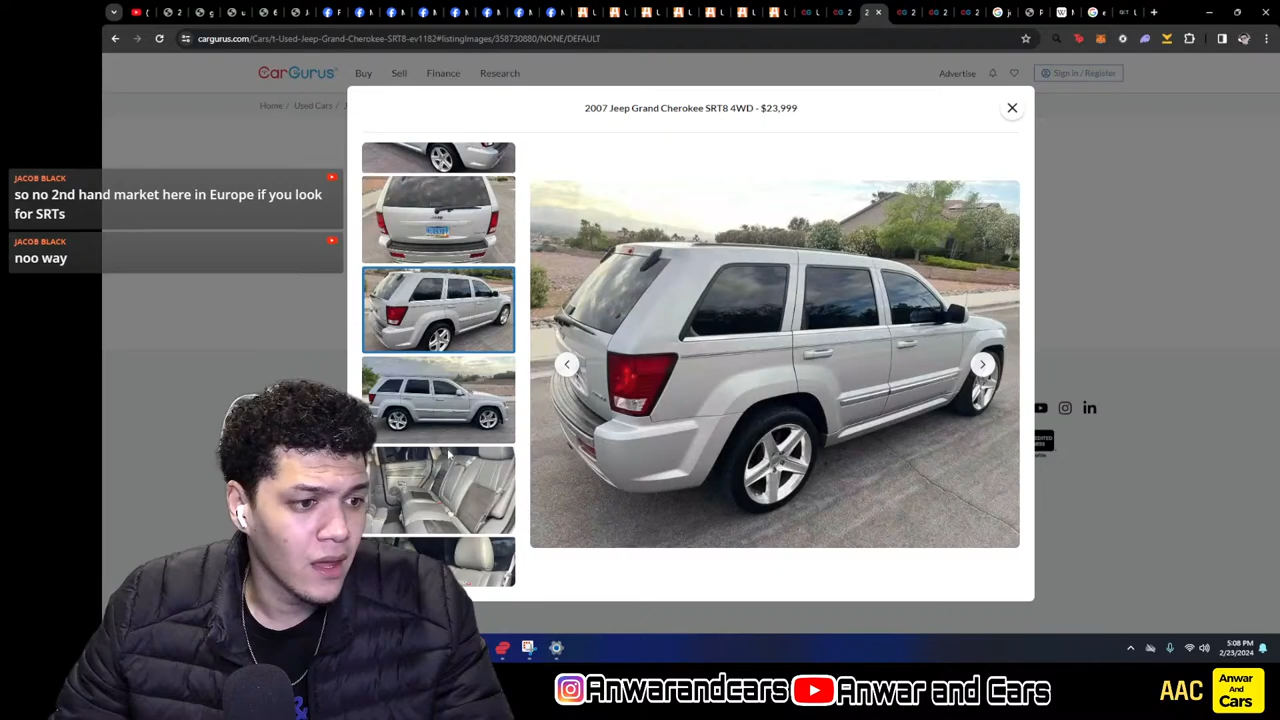 cargurus.com/Cars/t-Used-Jeep-Grand-Cherokee-SRT8-ev1182#listingImages/358730880/NONE/DEFAULT
CarGurus
Buy
Sell
Finance
Research
Advertise
Sign in / Register
Home / Used Cars /
2007 Jeep Grand Cherokee SRT8 4WD - $23,999
JACOB BLACK
so no 2nd hand market here in Europe if you look
for SRTs
JACOB BLACK
noo way
5:08 PM
2/23/2024
Anwarandcars
Anwar and Cars
AAC
Anwar
And
Cars